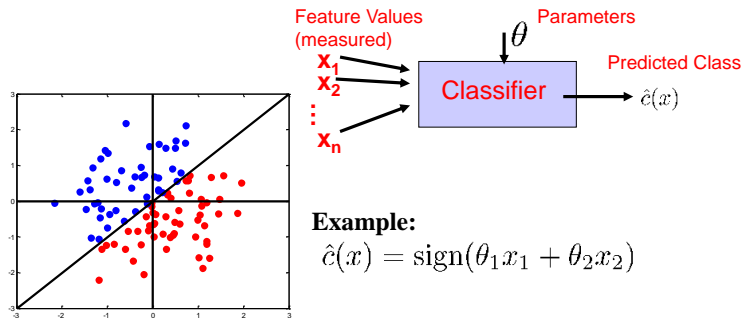 Feature Values
(measured)
x1
x2
⋮
xn
θ
Parameters
Classifier
Predicted Class
ĉ(x)
3
2
1
0
-1
-2
-3
-3 -2 -1 0 1 2 3
Example:
ĉ(x) = sign(θ1x1 + θ2x2)